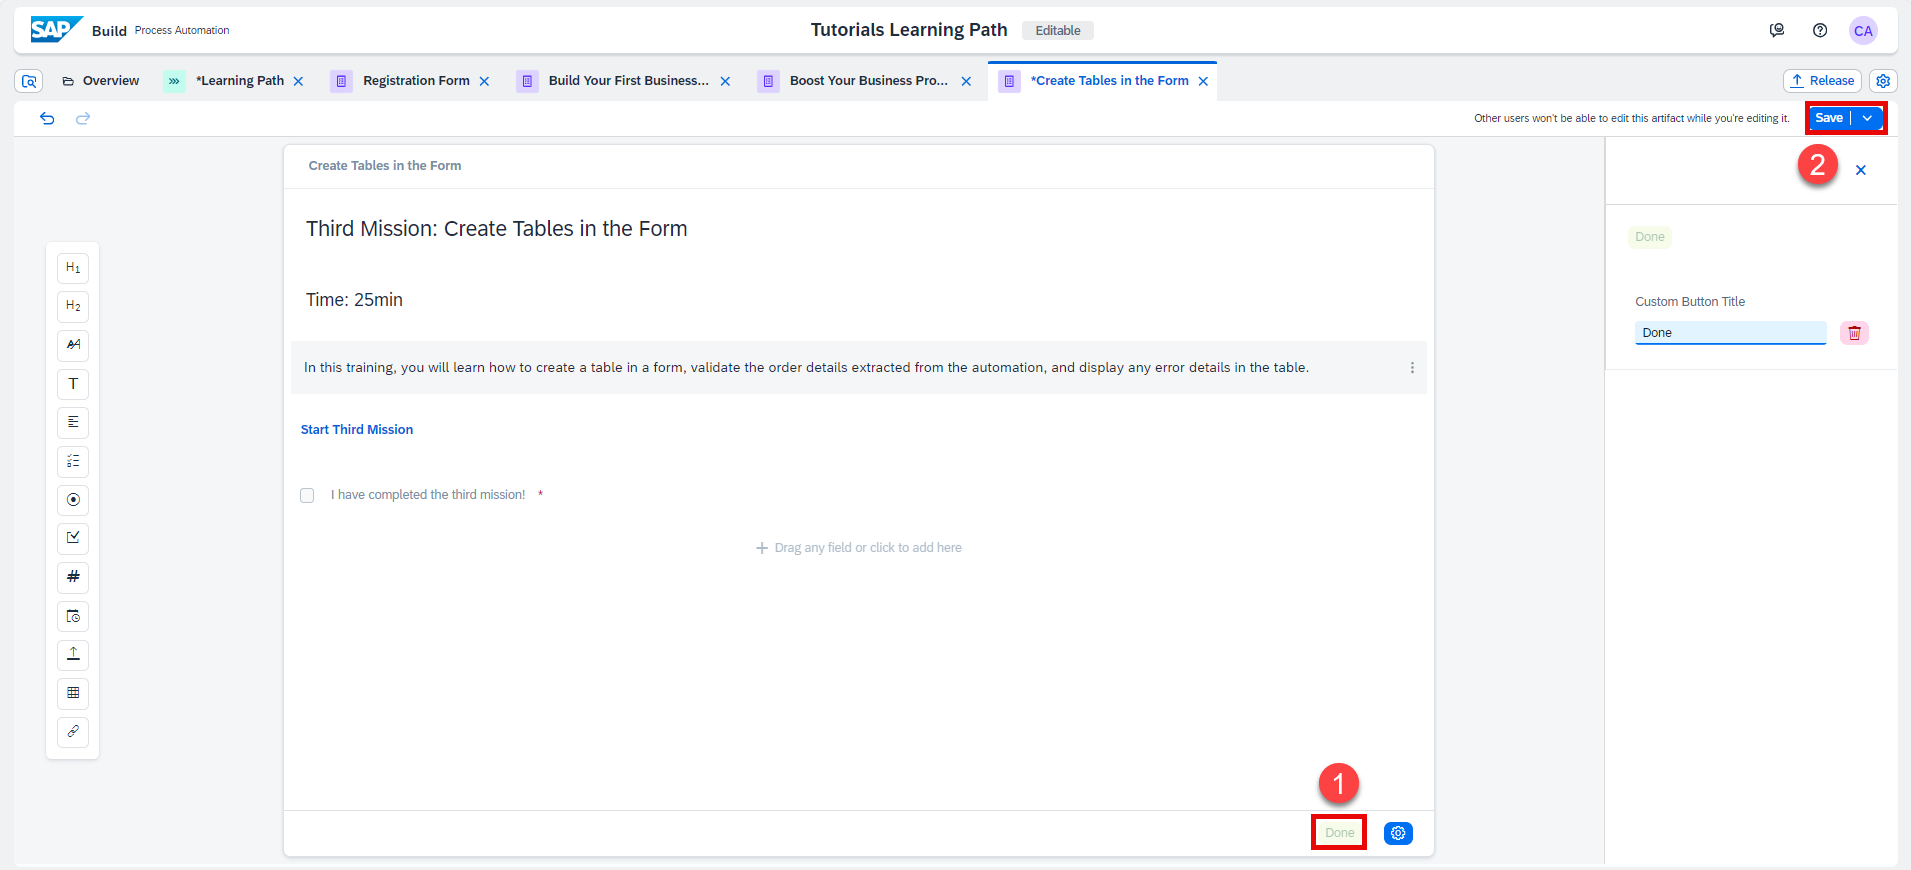 SAP Build Process Automation
Tutorials Learning Path Editable
CA
Overview
*Learning Path
Registration Form
Build Your First Business...
Boost Your Business Pro...
*Create Tables in the Form
Release
Other users won't be able to edit this artifact while you're editing it.
Save
2
Create Tables in the Form
Third Mission: Create Tables in the Form
Time: 25min
In this training, you will learn how to create a table in a form, validate the order details extracted from the automation, and display any error details in the table.
Start Third Mission
I have completed the third mission! *
Drag any field or click to add here
H1
H2
T
#
Done
Custom Button Title
Done
1
Done